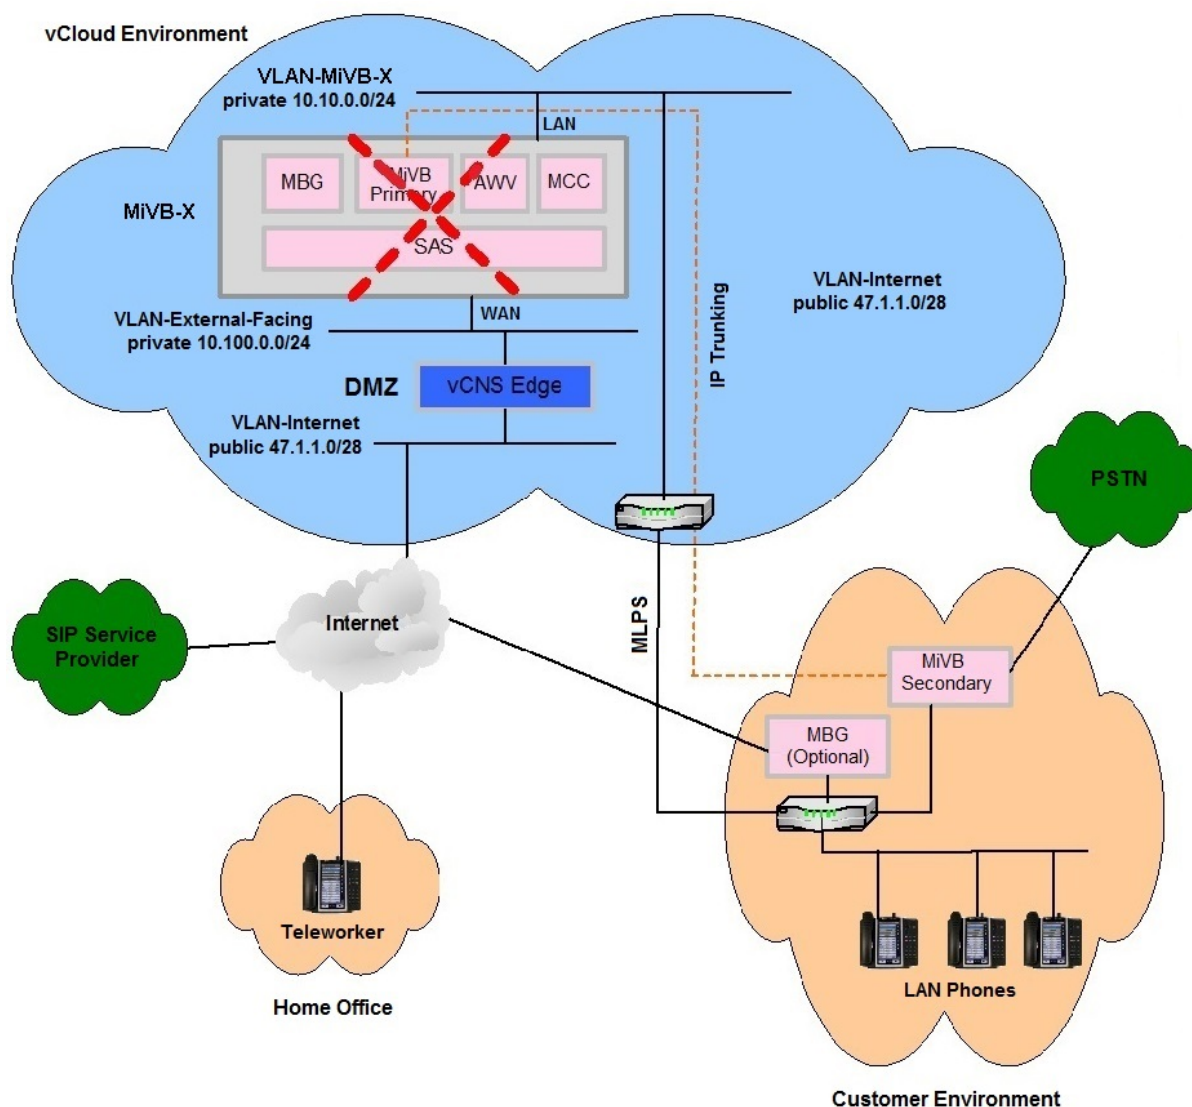 vCloud Environment
VLAN-MiVB-X
private 10.10.0.0/24
LAN
MBG
MiVB
Primary
AWV
MCC
MiVB-X
SAS
VLAN-Internet
public 47.1.1.0/28
WAN
VLAN-External-Facing
private 10.100.0.0/24
IP Trunking
DMZ
vCNS Edge
VLAN-Internet
public 47.1.1.0/28
PSTN
MLPS
Internet
SIP Service
Provider
MiVB
Secondary
MBG
(Optional)
Teleworker
LAN Phones
Home Office
Customer Environment